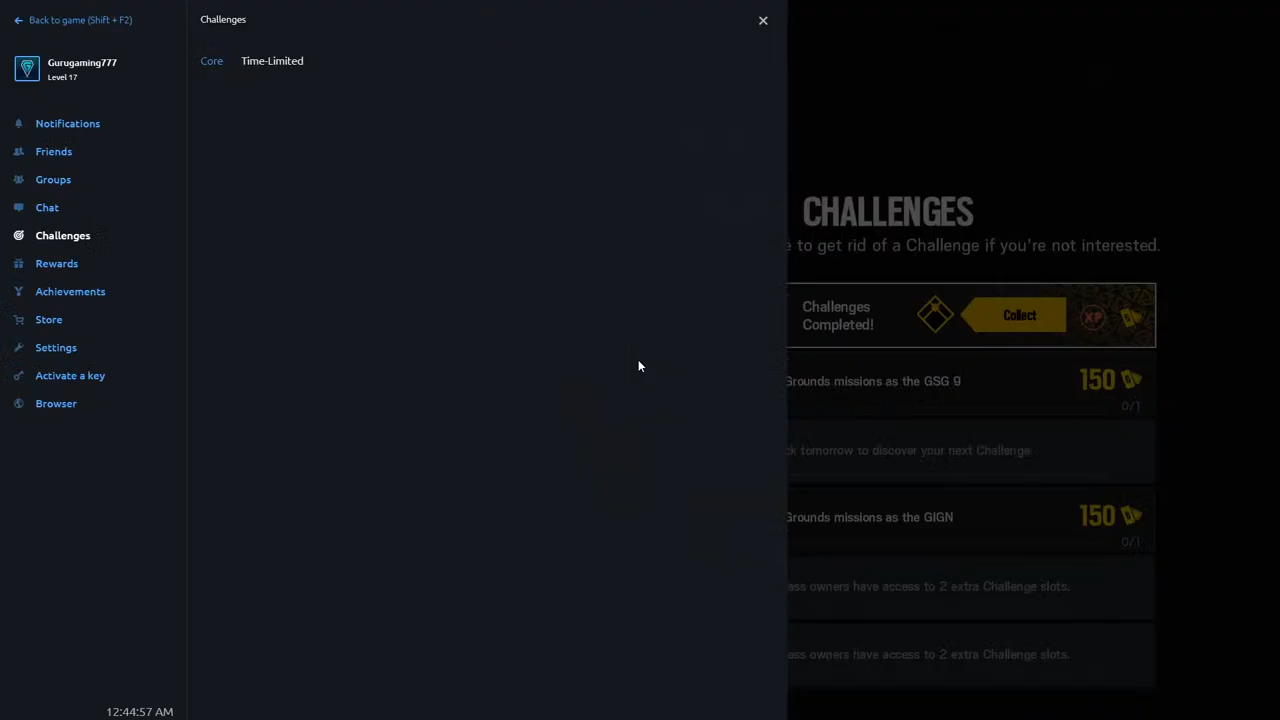 Back to game (Shift + F2)
Challenges
Gurugaming777
Level 17
Core
Time-Limited
Notifications
Friends
Groups
Chat
Challenges
Rewards
Achievements
Store
Settings
Activate a key
Browser
12:44:57 AM
CHALLENGES
e to get rid of a Challenge if you're not interested.
Challenges
Completed!
Collect
XP
Grounds missions as the GSG 9
150
0/1
ck tomorrow to discover your next Challenge.
Grounds missions as the GIGN
150
0/1
ass owners have access to 2 extra Challenge slots.
ass owners have access to 2 extra Challenge slots.